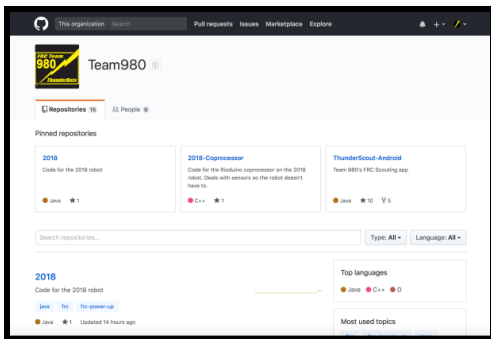 This organization Search Pull requests Issues Marketplace Explore
FRC Team
980
ThunderBots
Team980
Repositories 15 People 0
Pinned repositories
2018
Code for the 2018 robot
Java 1
2018-Coprocessor
Code for the Rioduino coprocessor on the 2018
robot. Deals with sensors so the robot doesn't
have to.
C++ 1
ThunderScout-Android
Team 980's FRC Scouting app
Java 10 5
Search repositories... Type: All Language: All
2018
Code for the 2018 robot
java frc frc-power-up
Java 1 Updated 14 hours ago
Top languages
Java C++ D
Most used topics